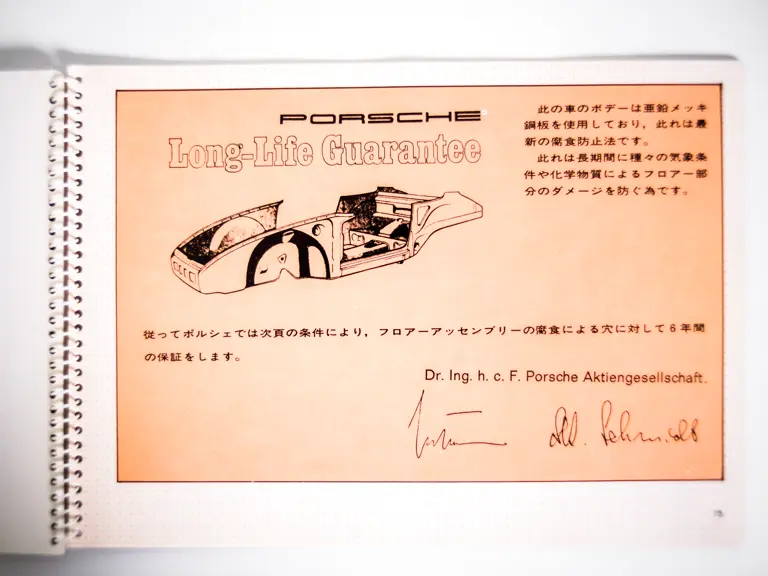 PORSCHE
Long-Life Guarantee
此の車のボデーは亜鉛メッキ
鋼板を使用しており，此れは最
新の腐食防止法です。
此れは長期間に種々の気象条
件や化学物質によるフロアー部
分のダメージを防ぐ為です。
従ってポルシェでは次頁の条件により，フロアーアッセンブリーの腐食による穴に対して6年間
の保証をします。
Dr. Ing. h. c. F. Porsche Aktiengesellschaft.